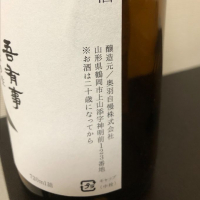 醸造元/奥羽自慢株式会社
山形県鶴岡市上山添字神明前123番地
※お酒は二十歳になってから
吾有事